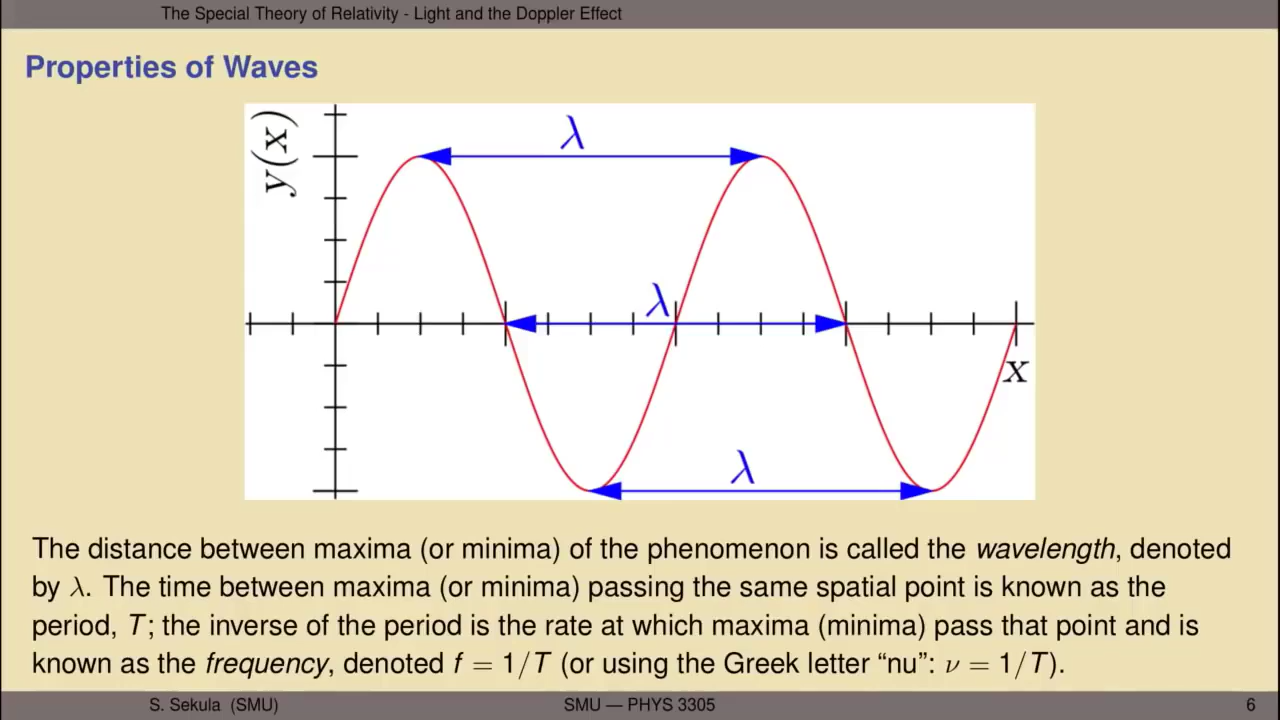 The Special Theory of Relativity - Light and the Doppler Effect
Properties of Waves
y(x)
λ
λ
x
λ
The distance between maxima (or minima) of the phenomenon is called the wavelength, denoted
by λ. The time between maxima (or minima) passing the same spatial point is known as the
period, T; the inverse of the period is the rate at which maxima (minima) pass that point and is
known as the frequency, denoted f = 1/T (or using the Greek letter “nu”: ν = 1/T).
S. Sekula (SMU)
SMU — PHYS 3305
6